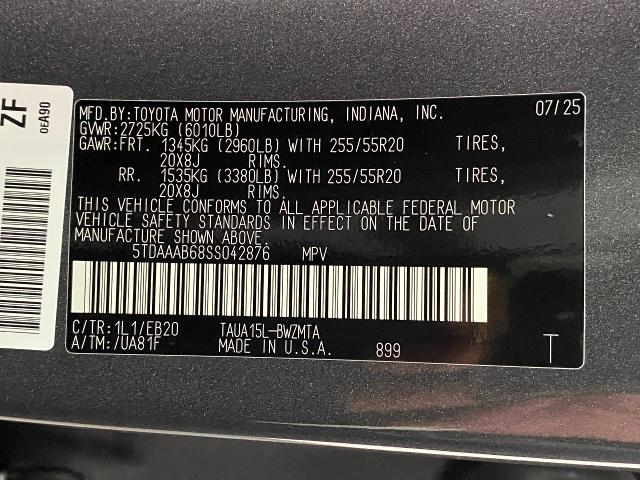 ZF
0EA90
MFD.BY:TOYOTA MOTOR MANUFACTURING, INDIANA, INC. 07/25
GVWR:2725KG (6010LB)
GAWR:FRT. 1345KG (2960LB) WITH 255/55R20 TIRES,
20X8J RIMS.
RR. 1535KG (3380LB) WITH 255/55R20 TIRES,
20X8J RIMS.
THIS VEHICLE CONFORMS TO ALL APPLICABLE FEDERAL MOTOR
VEHICLE SAFETY STANDARDS IN EFFECT ON THE DATE OF
MANUFACTURE SHOWN ABOVE.
5TDAAAB68SS042876 MPV
C/TR:1L1/EB20 TAUA15L-BWZMTA
A/TM:/UA81F MADE IN U.S.A. 899 T